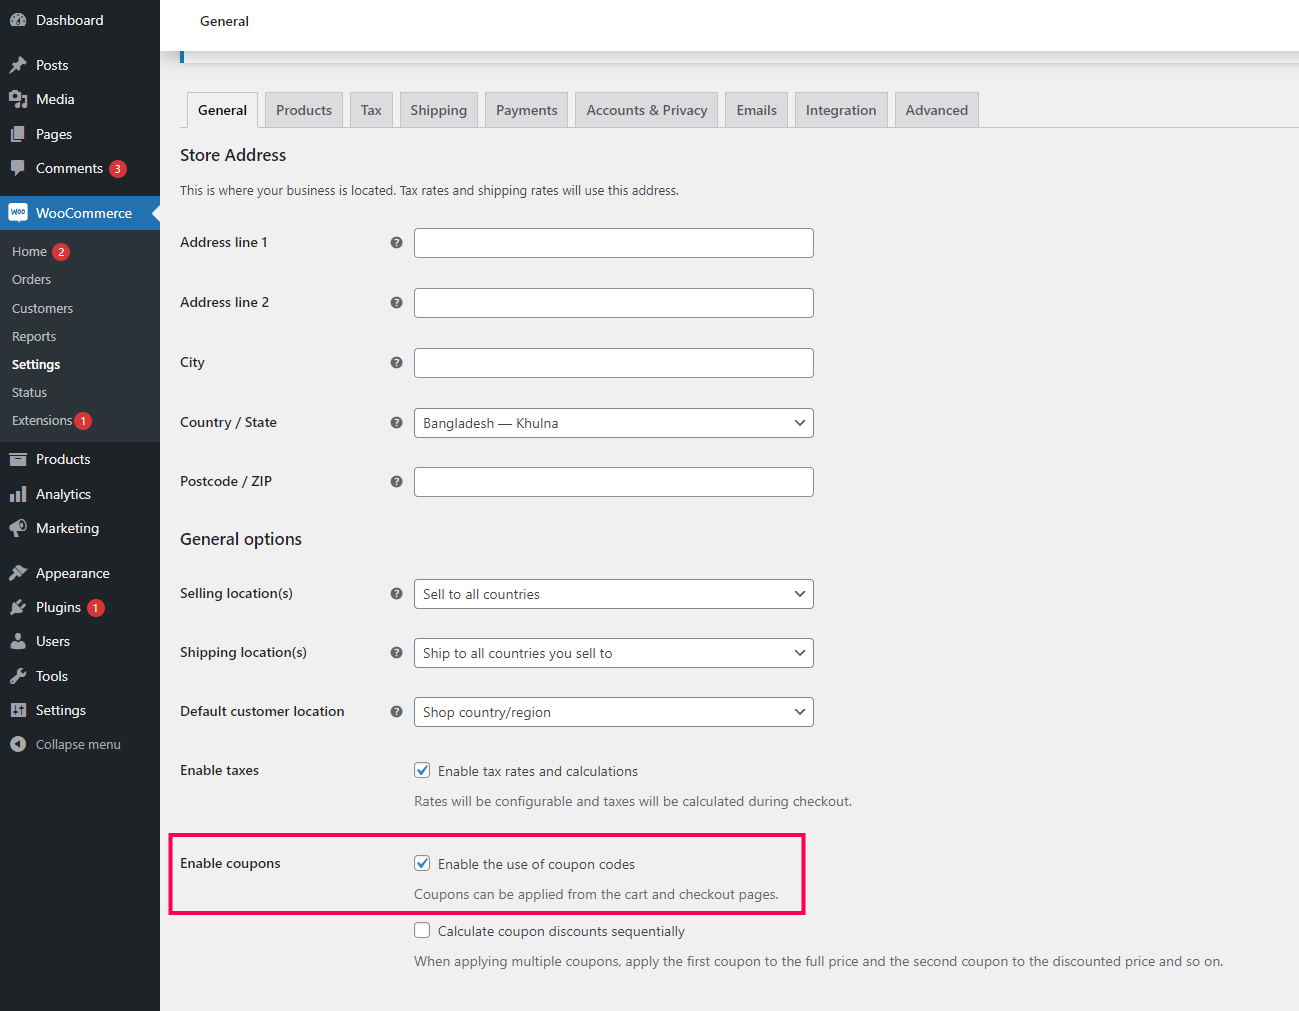 Dashboard
Posts
Media
Pages
Comments 3
WOO WooCommerce
Home 2
Orders
Customers
Reports
Settings
Status
Extensions 1
Products
Analytics
Marketing
Appearance
Plugins 1
Users
Tools
Settings
Collapse menu
General
General Products Tax Shipping Payments Accounts & Privacy Emails Integration Advanced
Store Address
This is where your business is located. Tax rates and shipping rates will use this address.
Address line 1 ?
Address line 2 ?
City ?
Country / State ? Bangladesh — Khulna
Postcode / ZIP ?
General options
Selling location(s) ? Sell to all countries
Shipping location(s) ? Ship to all countries you sell to
Default customer location ? Shop country/region
Enable taxes Enable tax rates and calculations
Rates will be configurable and taxes will be calculated during checkout.
Enable coupons Enable the use of coupon codes
Coupons can be applied from the cart and checkout pages.
Calculate coupon discounts sequentially
When applying multiple coupons, apply the first coupon to the full price and the second coupon to the discounted price and so on.